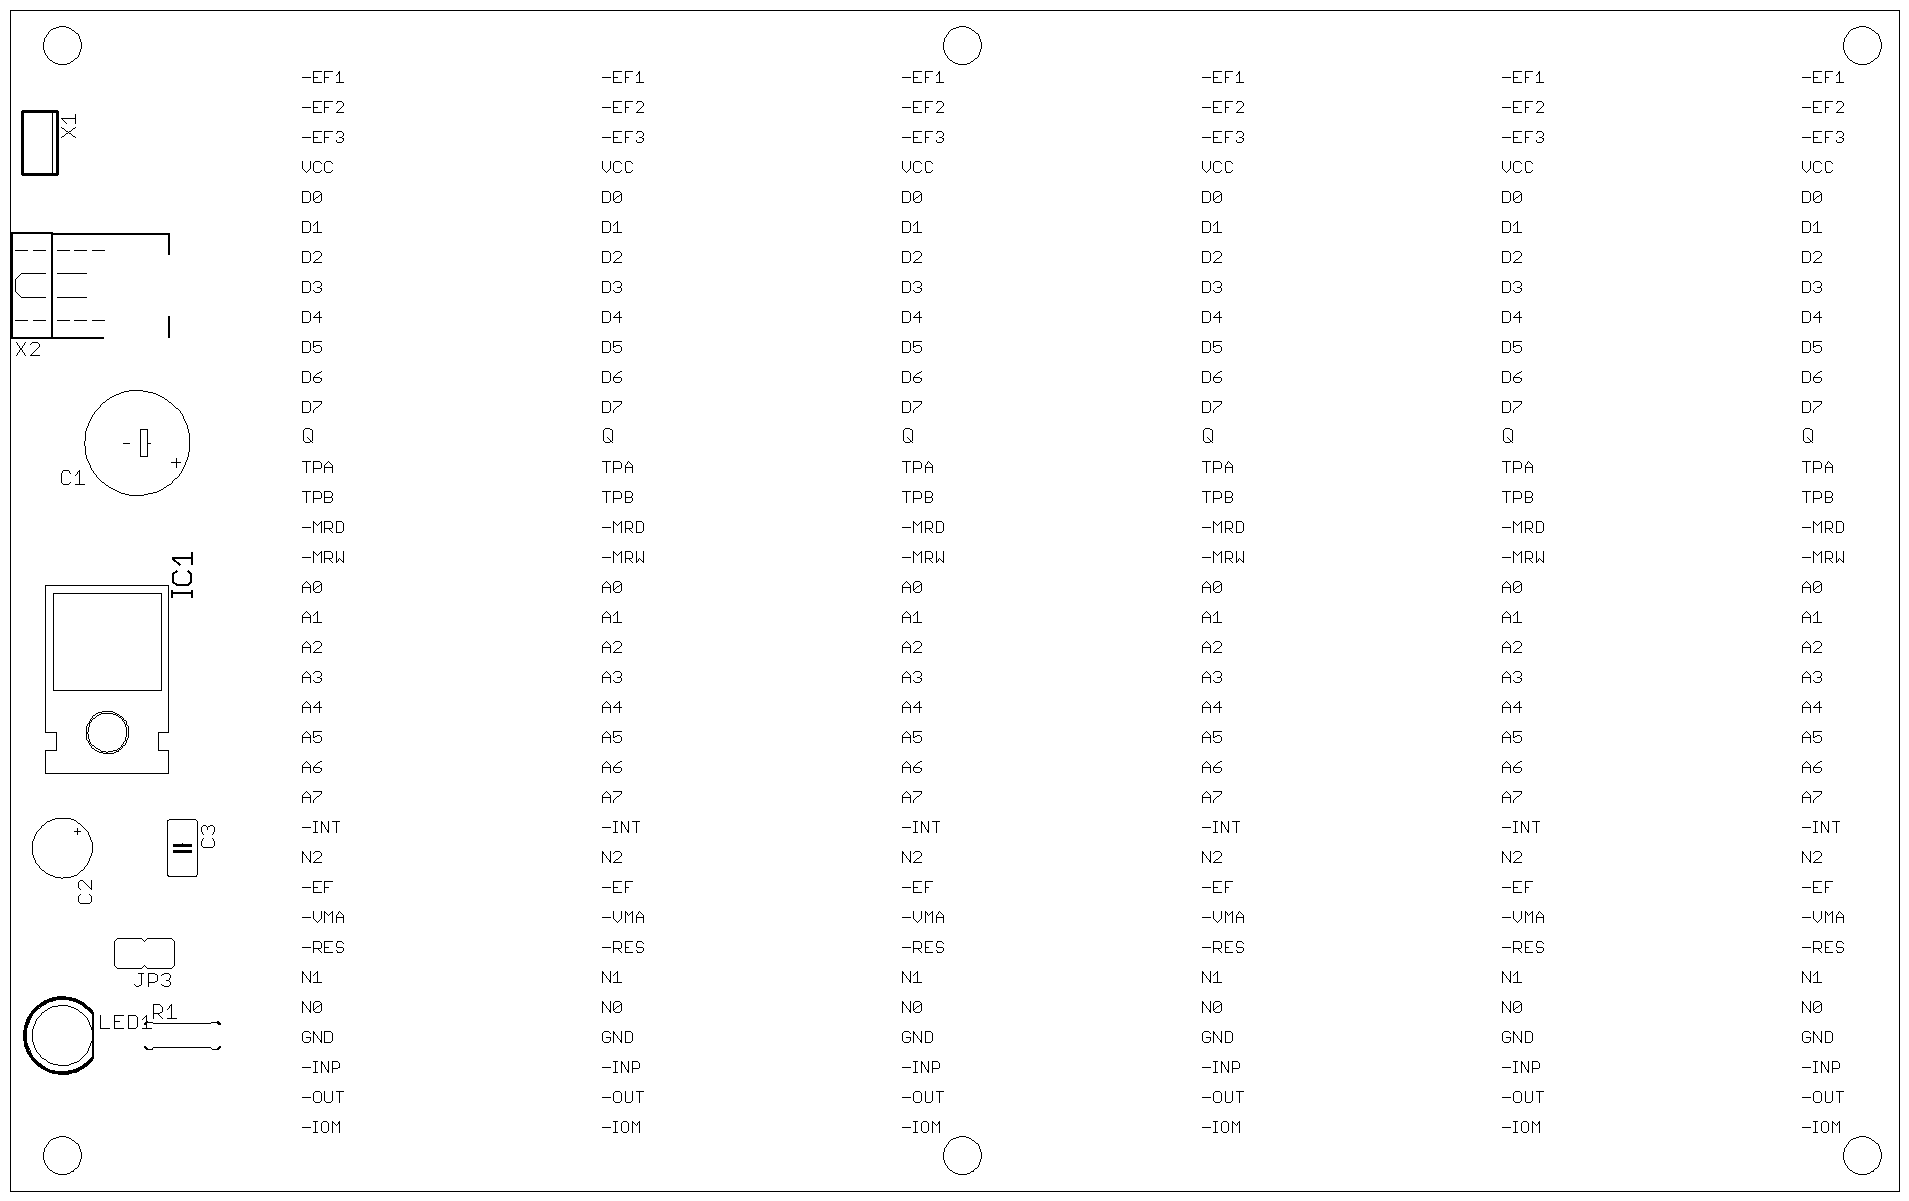 -EF1 -EF1 -EF1 -EF1 -EF1 -EF1
-EF2 -EF2 -EF2 -EF2 -EF2 -EF2
X1
-EF3 -EF3 -EF3 -EF3 -EF3 -EF3
VCC VCC VCC VCC VCC VCC
D0 D0 D0 D0 D0 D0
D1 D1 D1 D1 D1 D1
D2 D2 D2 D2 D2 D2
D3 D3 D3 D3 D3 D3
D4 D4 D4 D4 D4 D4
X2
D5 D5 D5 D5 D5 D5
D6 D6 D6 D6 D6 D6
D7 D7 D7 D7 D7 D7
Q Q Q Q Q Q
- +
TPA TPA TPA TPA TPA TPA
C1
TPB TPB TPB TPB TPB TPB
-MRD -MRD -MRD -MRD -MRD -MRD
-MRW -MRW -MRW -MRW -MRW -MRW
IC1
A0 A0 A0 A0 A0 A0
A1 A1 A1 A1 A1 A1
A2 A2 A2 A2 A2 A2
A3 A3 A3 A3 A3 A3
A4 A4 A4 A4 A4 A4
A5 A5 A5 A5 A5 A5
A6 A6 A6 A6 A6 A6
A7 A7 A7 A7 A7 A7
-INT -INT -INT -INT -INT -INT
+
C3
N2 N2 N2 N2 N2 N2
C2
-EF -EF -EF -EF -EF -EF
-VMA -VMA -VMA -VMA -VMA -VMA
-RES -RES -RES -RES -RES -RES
JP3
N1 N1 N1 N1 N1 N1
N0 N0 N0 N0 N0 N0
R1
LED1
GND GND GND GND GND GND
-INP -INP -INP -INP -INP -INP
-OUT -OUT -OUT -OUT -OUT -OUT
-IOM -IOM -IOM -IOM -IOM -IOM